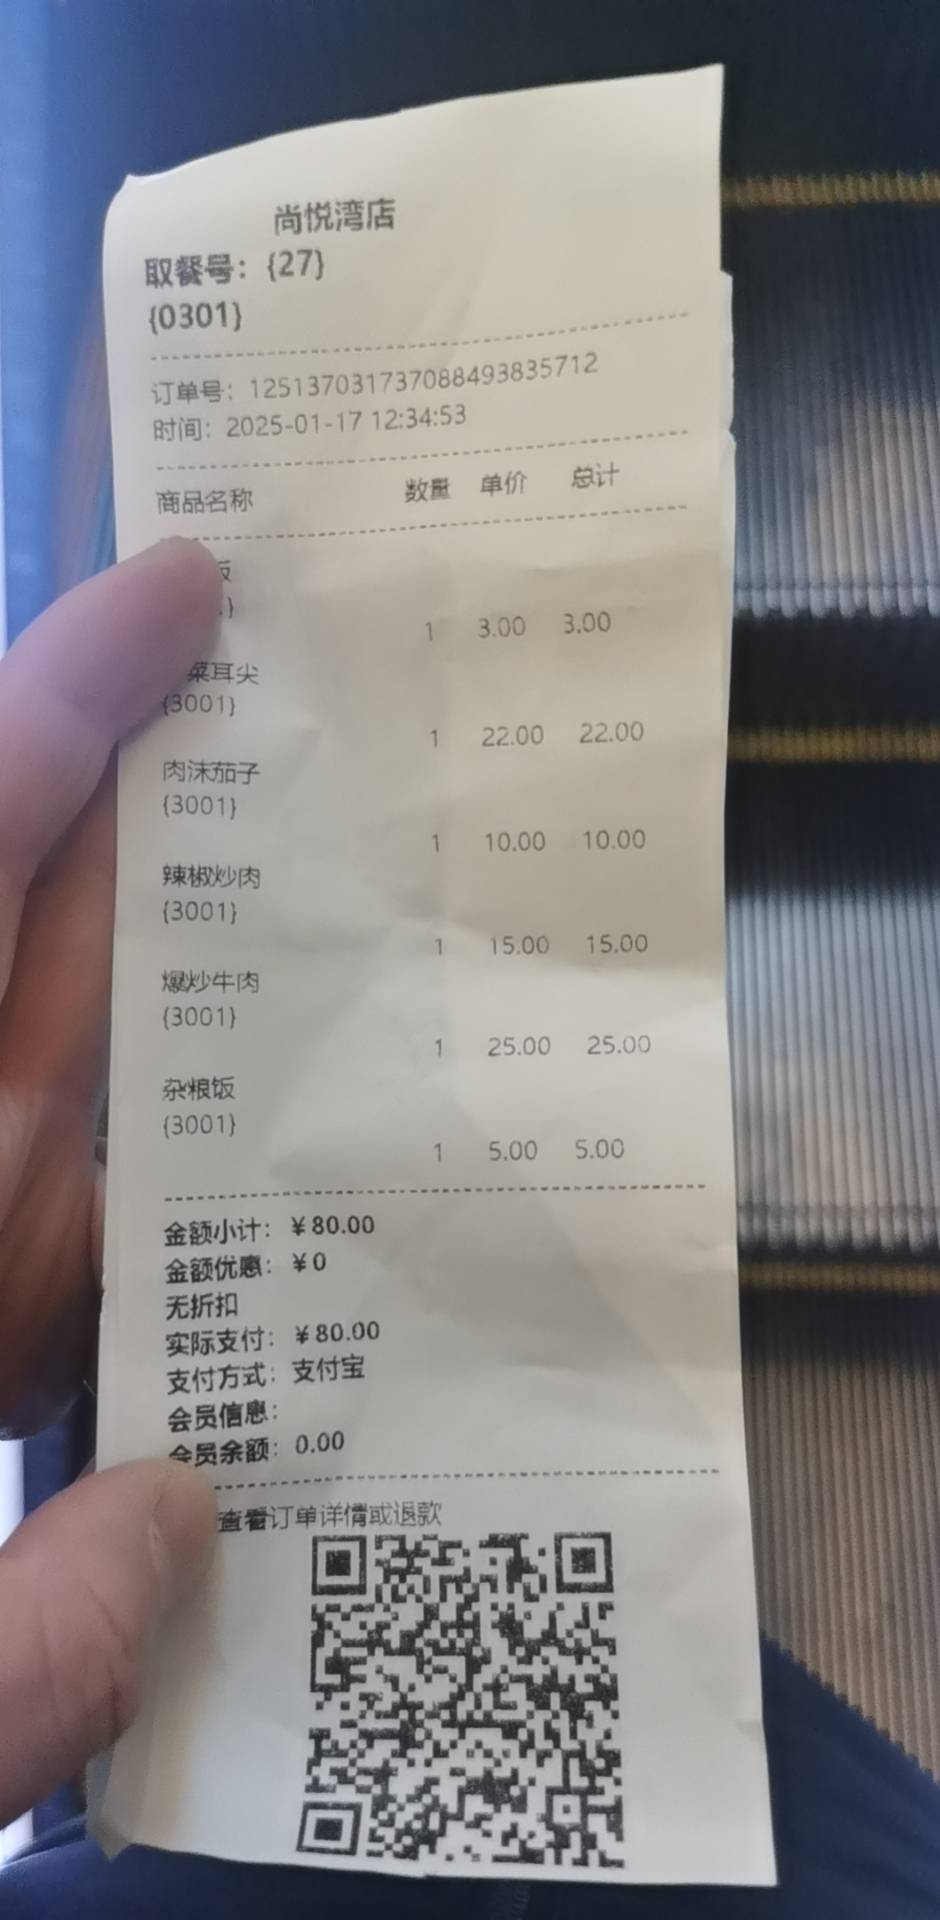 尚悦湾店
取餐号：{27}
{0301}
订单号：125137031737088493835712
时间：2025-01-17 12:34:53
商品名称 数量 单价 总计
饭
1}
1 3.00 3.00
菜耳尖
{3001}
1 22.00 22.00
肉沫茄子
{3001}
1 10.00 10.00
辣椒炒肉
{3001}
1 15.00 15.00
爆炒牛肉
{3001}
1 25.00 25.00
杂粮饭
{3001}
1 5.00 5.00
金额小计：￥80.00
金额优惠：￥0
无折扣
实际支付：￥80.00
支付方式：支付宝
会员信息：
会员余额：0.00
查看订单详情或退款